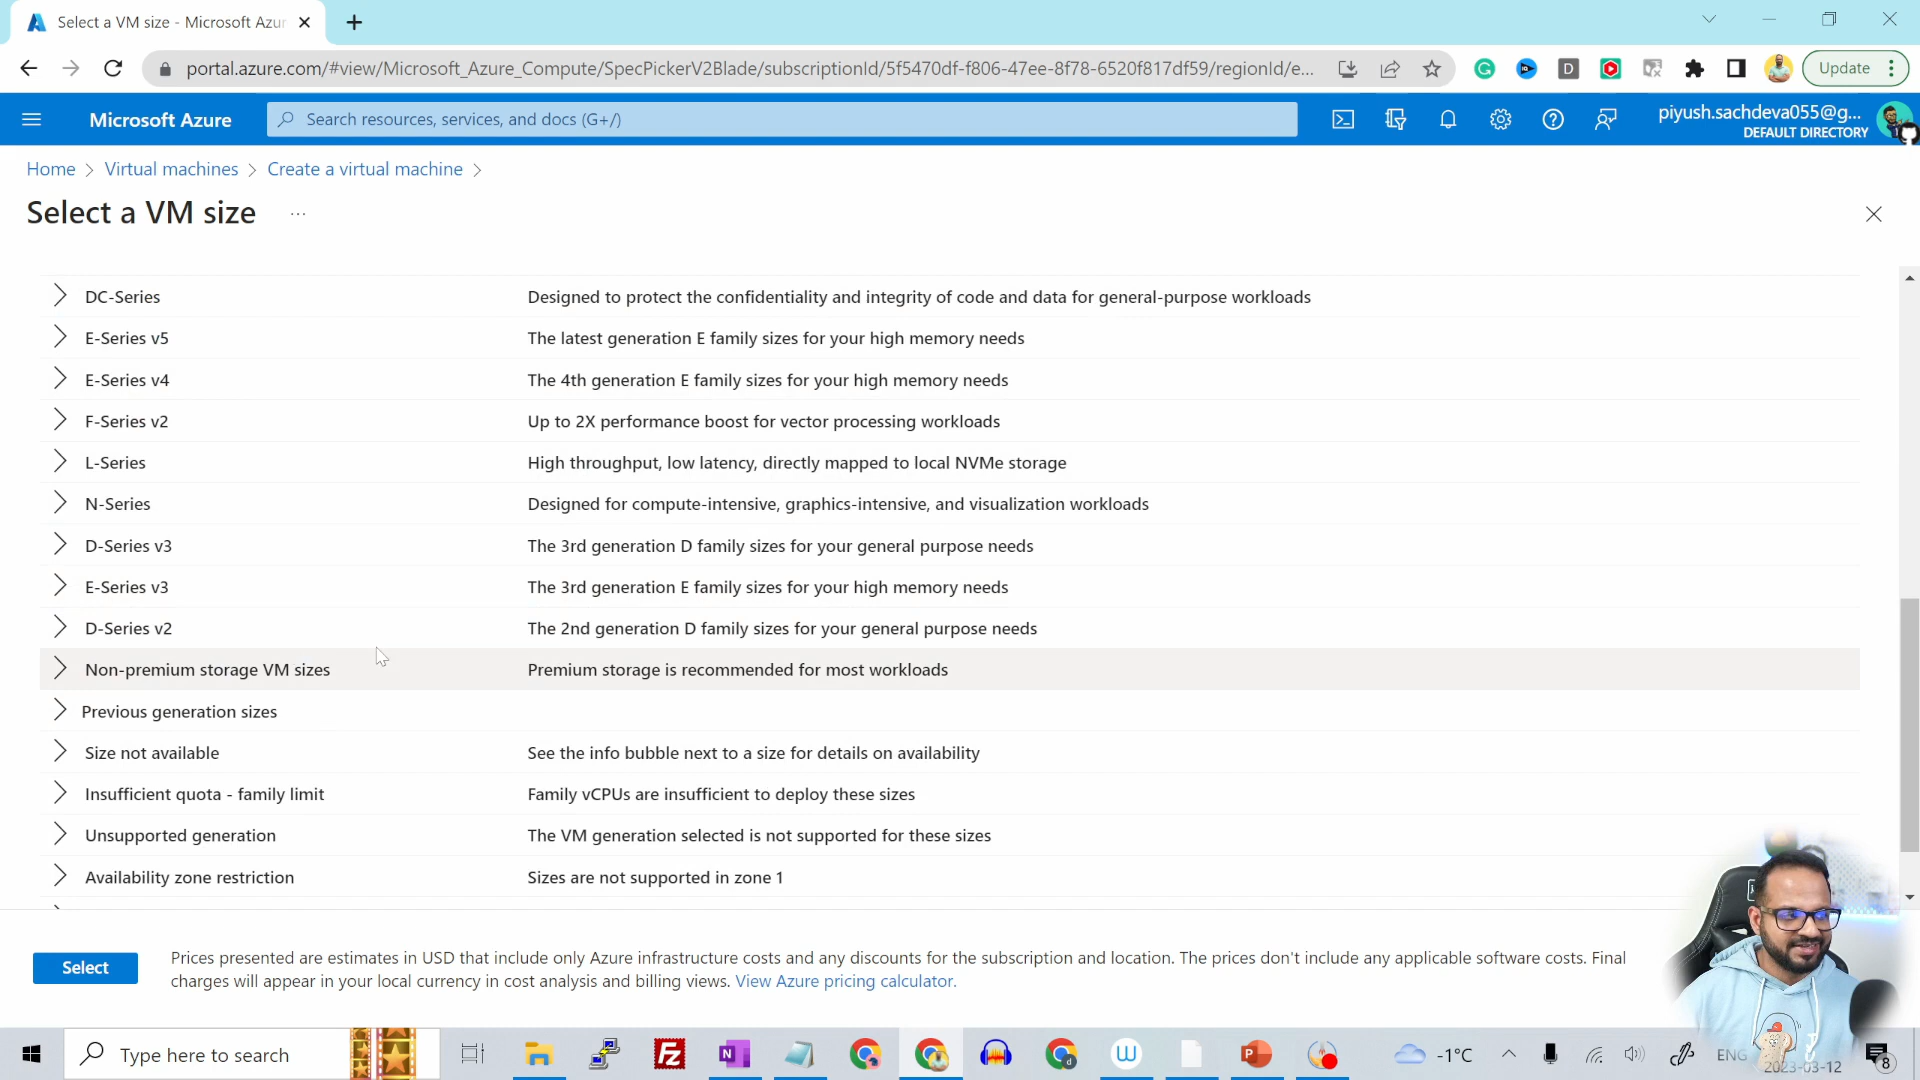 Select a VM size - Microsoft Azur
portal.azure.com/#view/Microsoft_Azure_Compute/SpecPickerV2Blade/subscriptionId/5f5470df-f806-47ee-8f78-6520f817df59/regionId/e...
Update
Microsoft Azure
Search resources, services, and docs (G+/)
piyush.sachdeva055@g...
DEFAULT DIRECTORY
Home > Virtual machines > Create a virtual machine >
Select a VM size ...
DC-Series Designed to protect the confidentiality and integrity of code and data for general-purpose workloads
E-Series v5 The latest generation E family sizes for your high memory needs
E-Series v4 The 4th generation E family sizes for your high memory needs
F-Series v2 Up to 2X performance boost for vector processing workloads
L-Series High throughput, low latency, directly mapped to local NVMe storage
N-Series Designed for compute-intensive, graphics-intensive, and visualization workloads
D-Series v3 The 3rd generation D family sizes for your general purpose needs
E-Series v3 The 3rd generation E family sizes for your high memory needs
D-Series v2 The 2nd generation D family sizes for your general purpose needs
Non-premium storage VM sizes Premium storage is recommended for most workloads
Previous generation sizes
Size not available See the info bubble next to a size for details on availability
Insufficient quota - family limit Family vCPUs are insufficient to deploy these sizes
Unsupported generation The VM generation selected is not supported for these sizes
Availability zone restriction Sizes are not supported in zone 1
Select
Prices presented are estimates in USD that include only Azure infrastructure costs and any discounts for the subscription and location. The prices don't include any applicable software costs. Final
charges will appear in your local currency in cost analysis and billing views. View Azure pricing calculator.
Type here to search
-1°C
ENG
2023-03-12
8